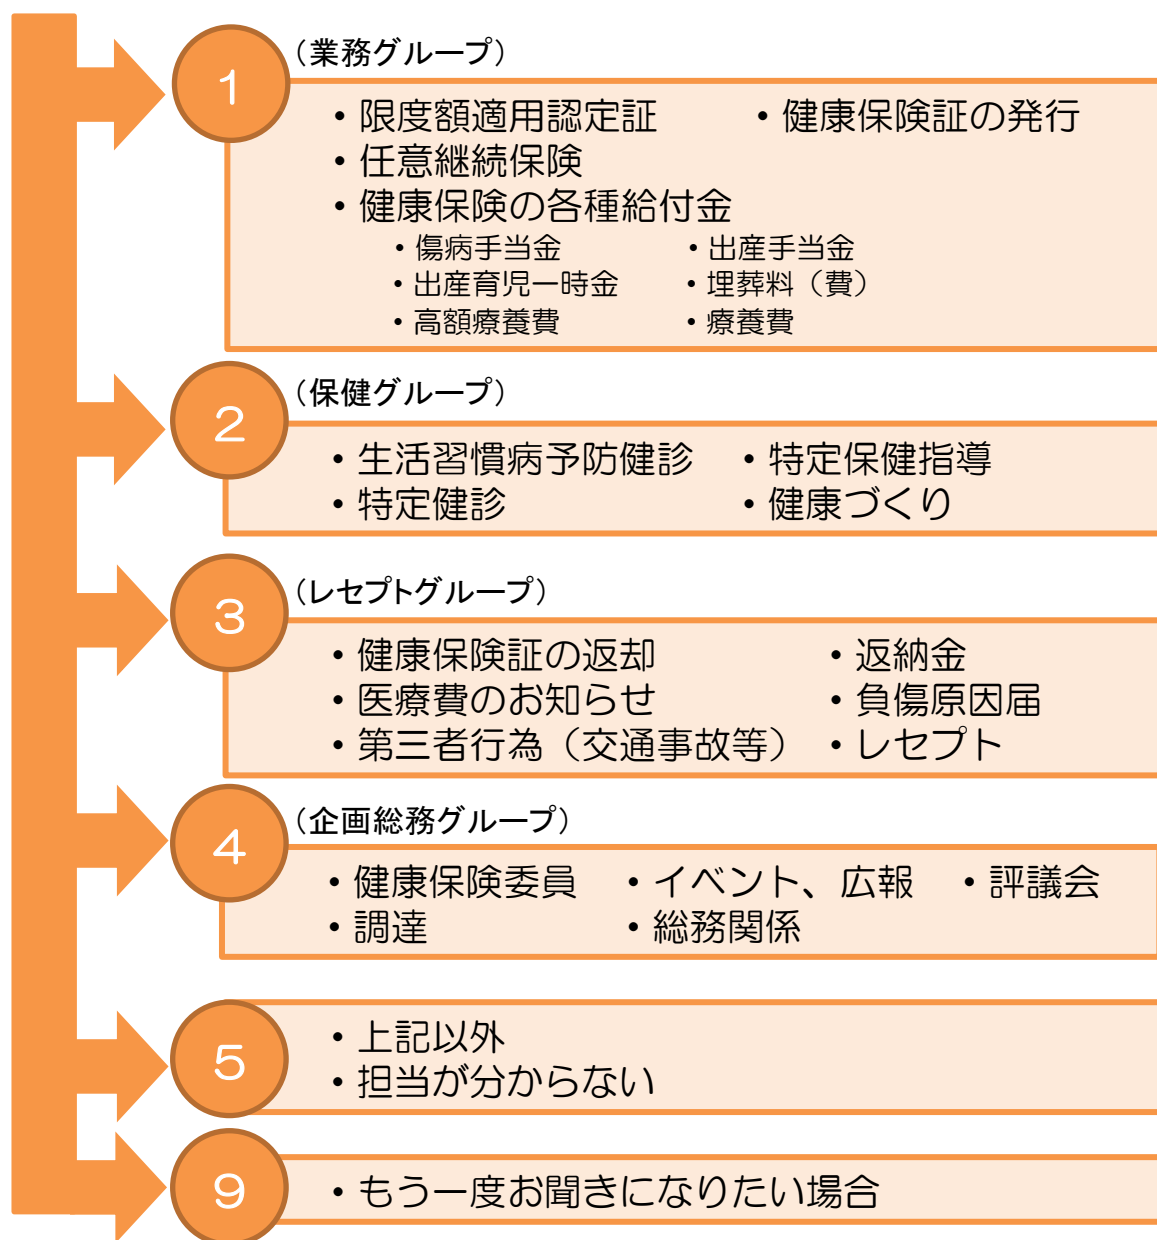 1
（業務グループ）
・限度額適用認定証　・健康保険証の発行
・任意継続保険
・健康保険の各種給付金
・傷病手当金　・出産手当金
・出産育児一時金　・埋葬料（費）
・高額療養費　・療養費
2
（保健グループ）
・生活習慣病予防健診　・特定保健指導
・特定健診　・健康づくり
3
（レセプトグループ）
・健康保険証の返却　・返納金
・医療費のお知らせ　・負傷原因届
・第三者行為（交通事故等）　・レセプト
4
（企画総務グループ）
・健康保険委員　・イベント、広報　・評議会
・調達　・総務関係
5
・上記以外
・担当が分からない
9
・もう一度お聞きになりたい場合